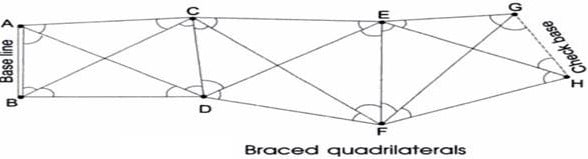 A
C
E
G
Base line
Check base
B
D
F
H
Braced quadrilaterals